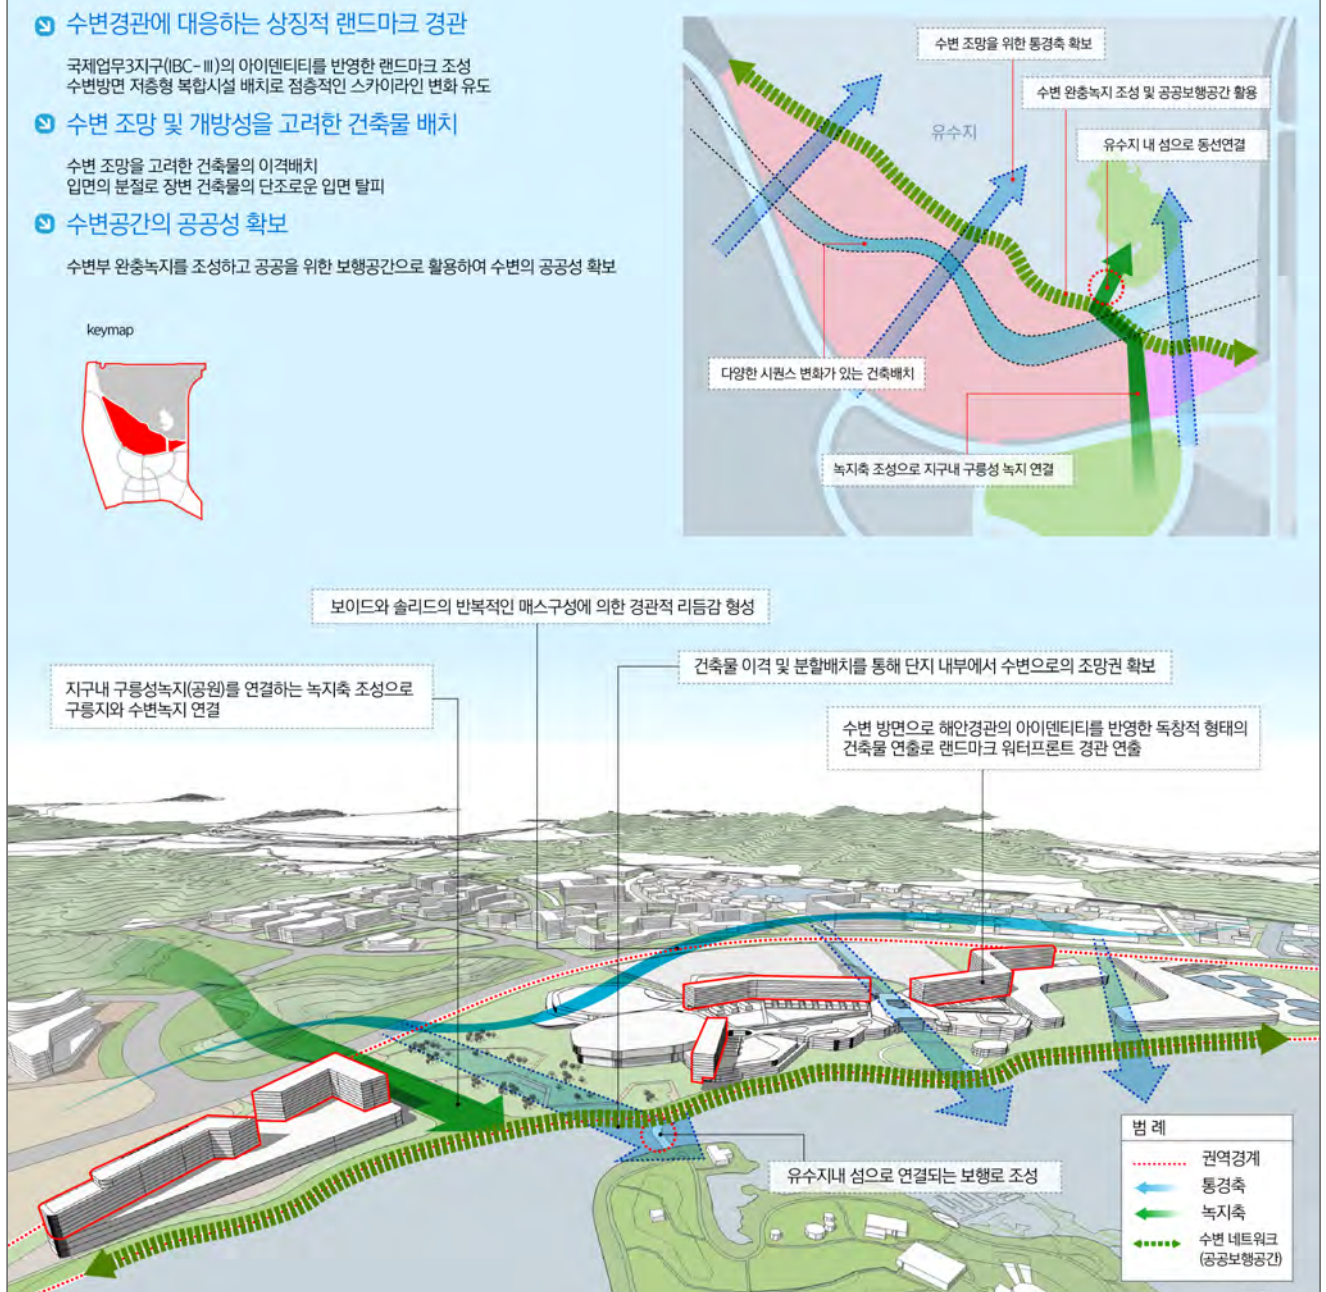 수변경관에 대응하는 상징적 랜드마크 경관
국제업무3지구(IBC-Ⅲ)의 아이덴티티를 반영한 랜드마크 조성
수변방면 저층형 복합시설 배치로 점층적인 스카이라인 변화 유도
수변 조망 및 개방성을 고려한 건축물 배치
수변 조망을 고려한 건축물의 이격배치
입면의 분절로 장변 건축물의 단조로운 입면 탈피
수변공간의 공공성 확보
수변부 완충녹지를 조성하고 공공을 위한 보행공간으로 활용하여 수변의 공공성 확보
keymap
수변 조망을 위한 통경축 확보
수변 완충녹지 조성 및 공공보행공간 활용
유수지
유수지 내 섬으로 동선연결
다양한 시퀀스 변화가 있는 건축배치
녹지축 조성으로 지구내 구릉성 녹지 연결
보이드와 솔리드의 반복적인 매스구성에 의한 경관적 리듬감 형성
건축물 이격 및 분할배치를 통해 단지 내부에서 수변으로의 조망권 확보
지구내 구릉성녹지(공원)를 연결하는 녹지축 조성으로
구릉지와 수변녹지 연결
수변 방면으로 해안경관의 아이덴티티를 반영한 독창적 형태의
건축물 연출로 랜드마크 워터프론트 경관 연출
유수지내 섬으로 연결되는 보행로 조성
범 례
권역경계
통경축
녹지축
수변 네트워크
(공공보행공간)